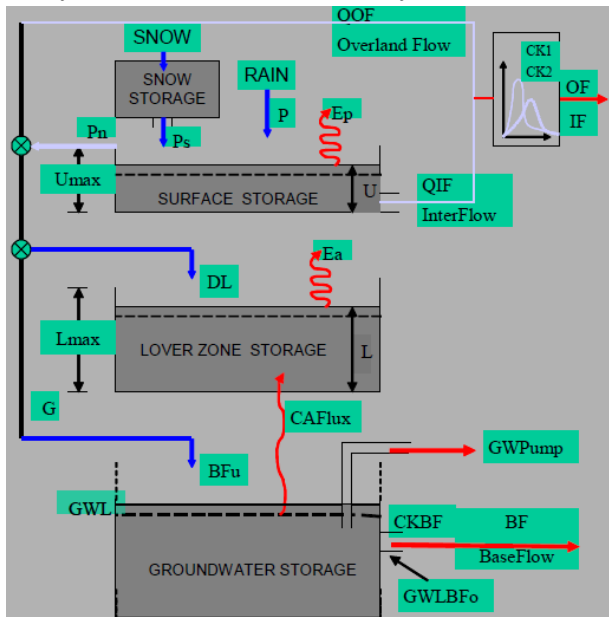 QOF
Overland Flow
SNOW
SNOW
STORAGE
RAIN
CK1
CK2
OF
IF
Pn
Ps
P
Ep
Umax
SURFACE STORAGE
U
QIF
InterFlow
DL
Ea
Lmax
LOVER ZONE STORAGE
L
G
CAFlux
BFu
GWPump
GWL
CKBF
BF
BaseFlow
GROUNDWATER STORAGE
GWLBFo